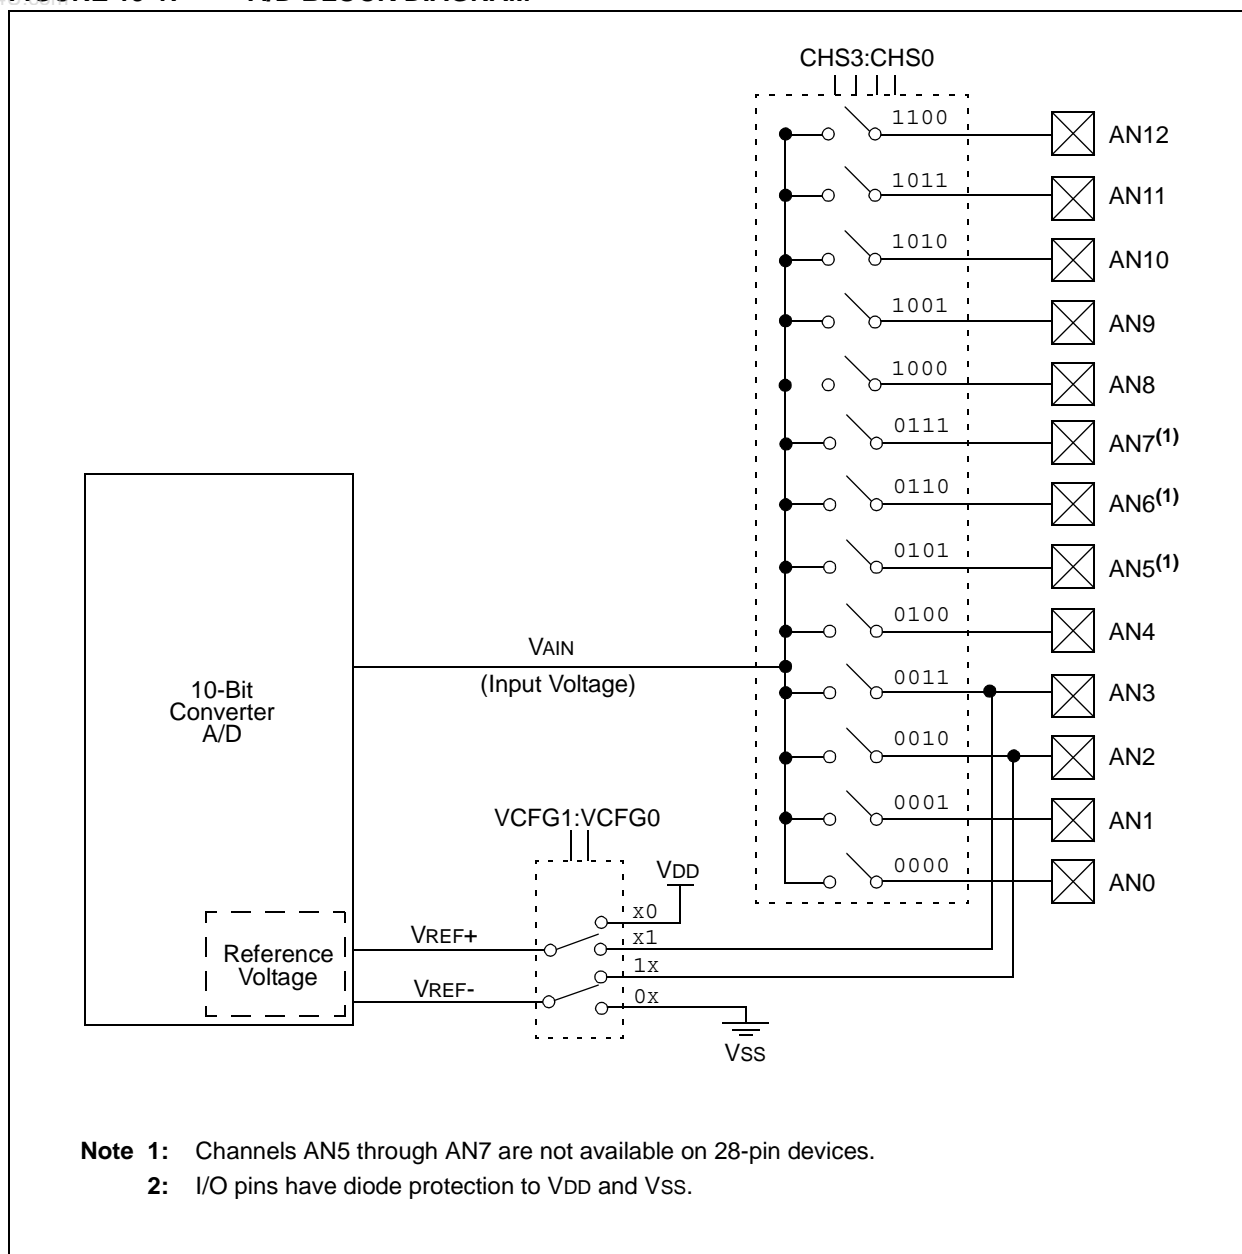 CHS3:CHS0
1100 AN12
1011 AN11
1010 AN10
1001 AN9
1000 AN8
0111 AN7(1)
0110 AN6(1)
0101 AN5(1)
0100 AN4
VAIN
(Input Voltage)
0011 AN3
10-Bit
Converter
A/D
0010 AN2
0001 AN1
VCFG1:VCFG0
0000 AN0
VDD
x0
VREF+
x1
Reference
Voltage
1x
VREF-
0x
VSS
Note 1: Channels AN5 through AN7 are not available on 28-pin devices.
2: I/O pins have diode protection to VDD and VSS.